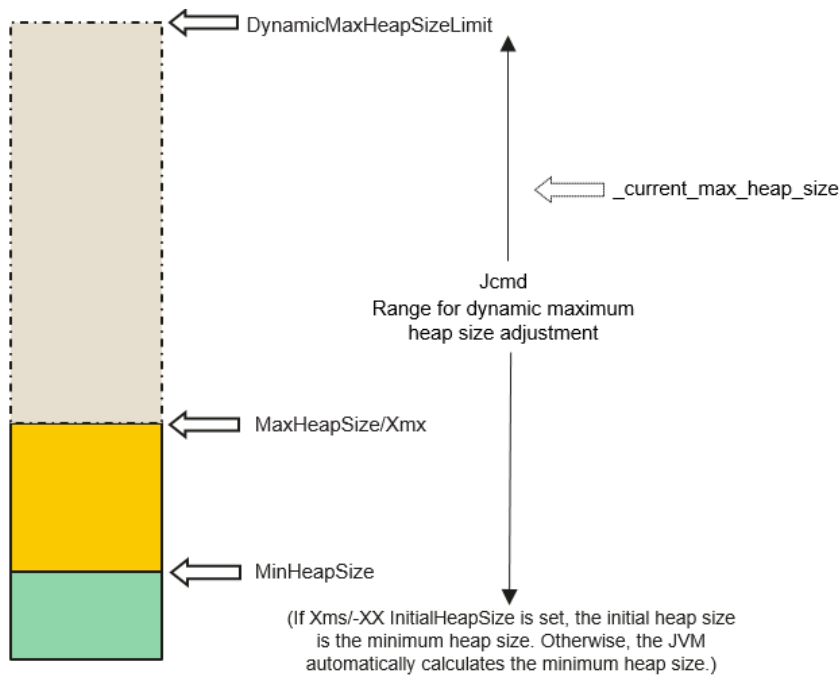 DynamicMaxHeapSizeLimit
_current_max_heap_size
Jcmd
Range for dynamic maximum
heap size adjustment
MaxHeapSize/Xmx
MinHeapSize
(If Xms/-XX InitialHeapSize is set, the initial heap size
is the minimum heap size. Otherwise, the JVM
automatically calculates the minimum heap size.)